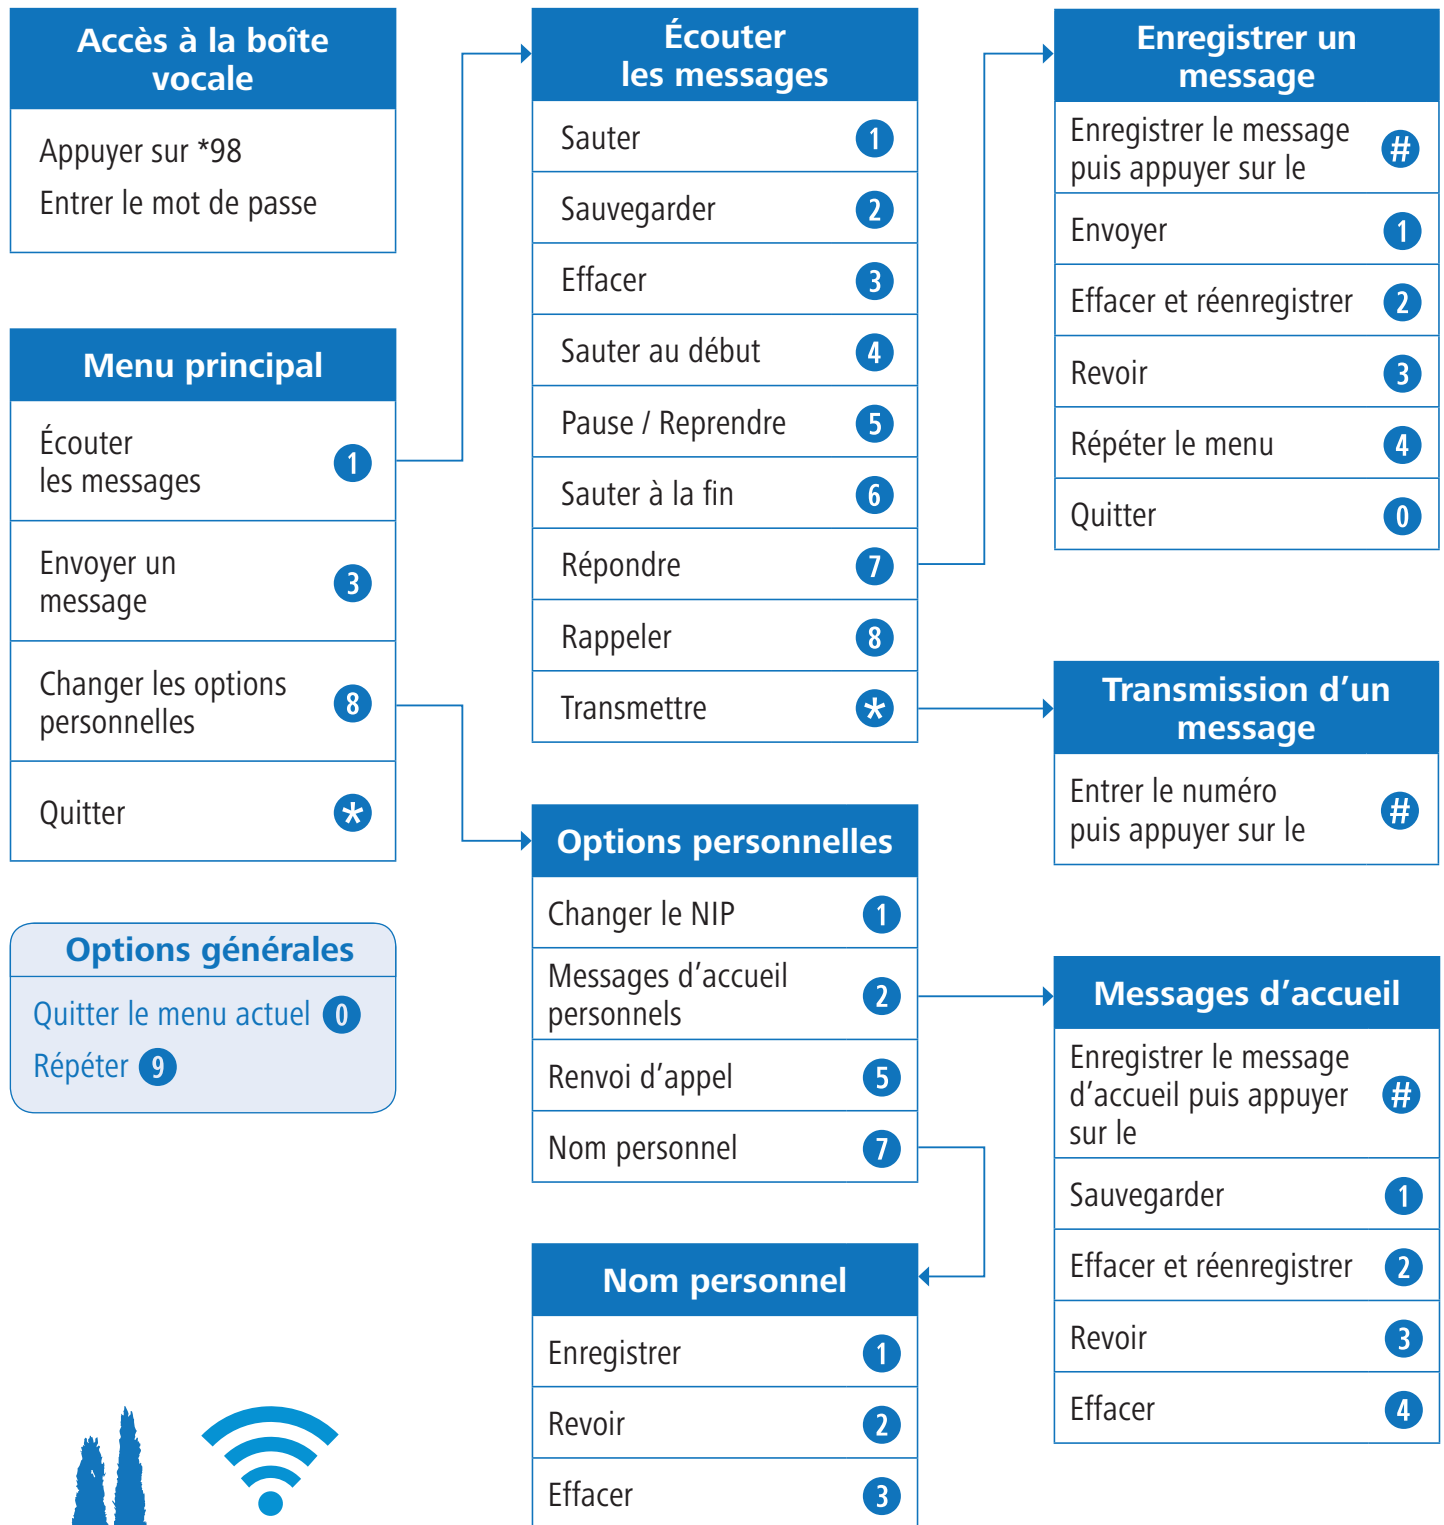 Accès à la boîte
vocale
Appuyer sur *98
Entrer le mot de passe
Menu principal
Écouter
les messages 1
Envoyer un
message 3
Changer les options
personnelles 8
Quitter *
Options générales
Quitter le menu actuel 0
Répéter 9
Écouter
les messages
Sauter 1
Sauvegarder 2
Effacer 3
Sauter au début 4
Pause / Reprendre 5
Sauter à la fin 6
Répondre 7
Rappeler 8
Transmettre *
Options personnelles
Changer le NIP 1
Messages d’accueil
personnels 2
Renvoi d’appel 5
Nom personnel 7
Nom personnel
Enregistrer 1
Revoir 2
Effacer 3
Enregistrer un
message
Enregistrer le message
puis appuyer sur le #
Envoyer 1
Effacer et réenregistrer 2
Revoir 3
Répéter le menu 4
Quitter 0
Transmission d’un
message
Entrer le numéro
puis appuyer sur le #
Messages d’accueil
Enregistrer le message
d’accueil puis appuyer #
sur le
Sauvegarder 1
Effacer et réenregistrer 2
Revoir 3
Effacer 4